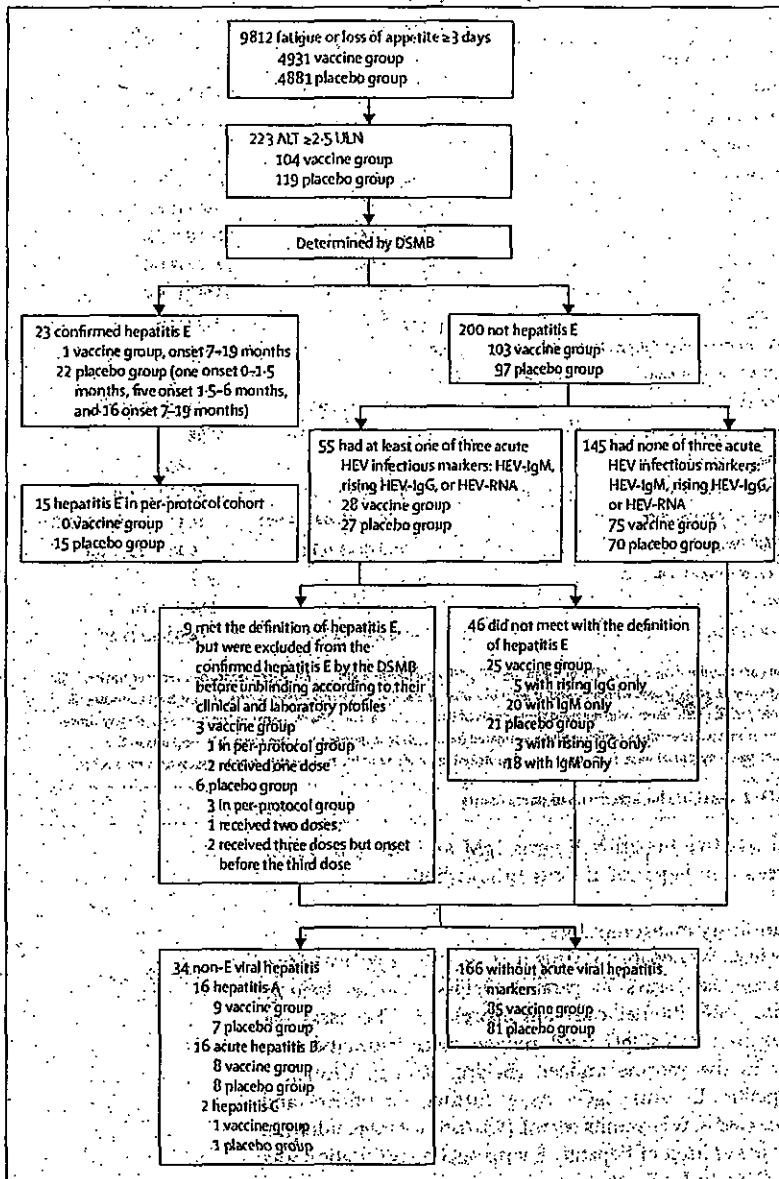 9812 fatigue or loss of appetite ≥3 days
4931 vaccine group
4881 placebo group
223 ALT ≥2·5 ULN
104 vaccine group
119 placebo group
Determined by DSMB
23 confirmed hepatitis E
1 vaccine group, onset 7–19 months
22 placebo group (one onset 0–1·5
months, five onset 1·5–6 months,
and 16 onset 7–19 months)
200 not hepatitis E
103 vaccine group
97 placebo group
15 hepatitis E in per-protocol cohort
0 vaccine group
15 placebo group
55 had at least one of three acute
HEV infectious markers: HEV-IgM,
rising HEV-IgG, or HEV-RNA
28 vaccine group
27 placebo group
145 had none of three acute
HEV infectious markers:
HEV-IgM, rising HEV-IgG,
or HEV-RNA
75 vaccine group
70 placebo group
9 met the definition of hepatitis E,
but were excluded from the
confirmed hepatitis E by the DSMB
before unblinding according to their
clinical and laboratory profiles
3 vaccine group
1 in per-protocol group
2 received one dose
6 placebo group
3 in per-protocol group
1 received two doses
2 received three doses but onset
before the third dose
46 did not meet with the definition
of hepatitis E
25 vaccine group
5 with rising IgG only
20 with IgM only
21 placebo group
3 with rising IgG only
18 with IgM only
34 non-E viral hepatitis
16 hepatitis A
9 vaccine group
7 placebo group
16 acute hepatitis B
8 vaccine group
8 placebo group
2 hepatitis C
1 vaccine group
1 placebo group
166 without acute viral hepatitis
markers
85 vaccine group
81 placebo group